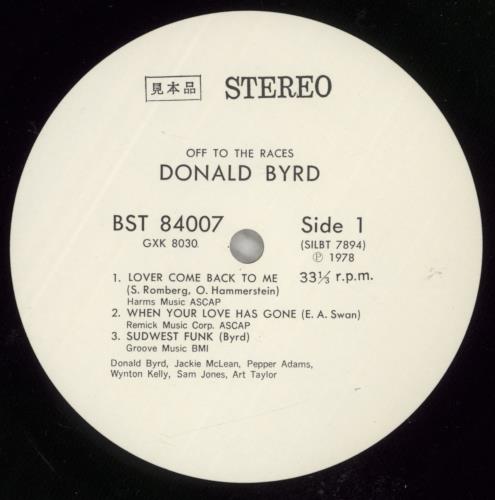 見本品 STEREO
OFF TO THE RACES
DONALD BYRD
BST 84007 Side 1
GXK 8030 (SILBT 7894)
Ⓟ 1978
1. LOVER COME BACK TO ME 33⅓ r.p.m.
(S. Romberg, O. Hammerstein)
Harms Music ASCAP
2. WHEN YOUR LOVE HAS GONE (E. A. Swan)
Remick Music Corp. ASCAP
3. SUDWEST FUNK (Byrd)
Groove Music BMI
Donald Byrd, Jackie McLean, Pepper Adams,
Wynton Kelly, Sam Jones, Art Taylor